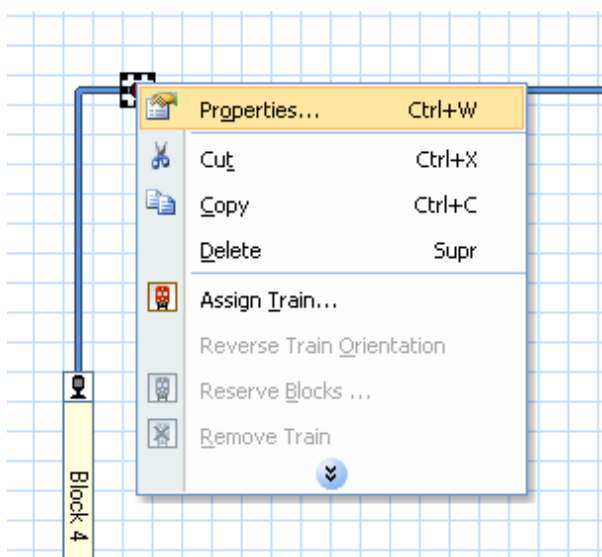 Properties... Ctrl+W
Cut Ctrl+X
Copy Ctrl+C
Delete Supr
Assign Train...
Reverse Train Orientation
Reserve Blocks ...
Remove Train
Block 4